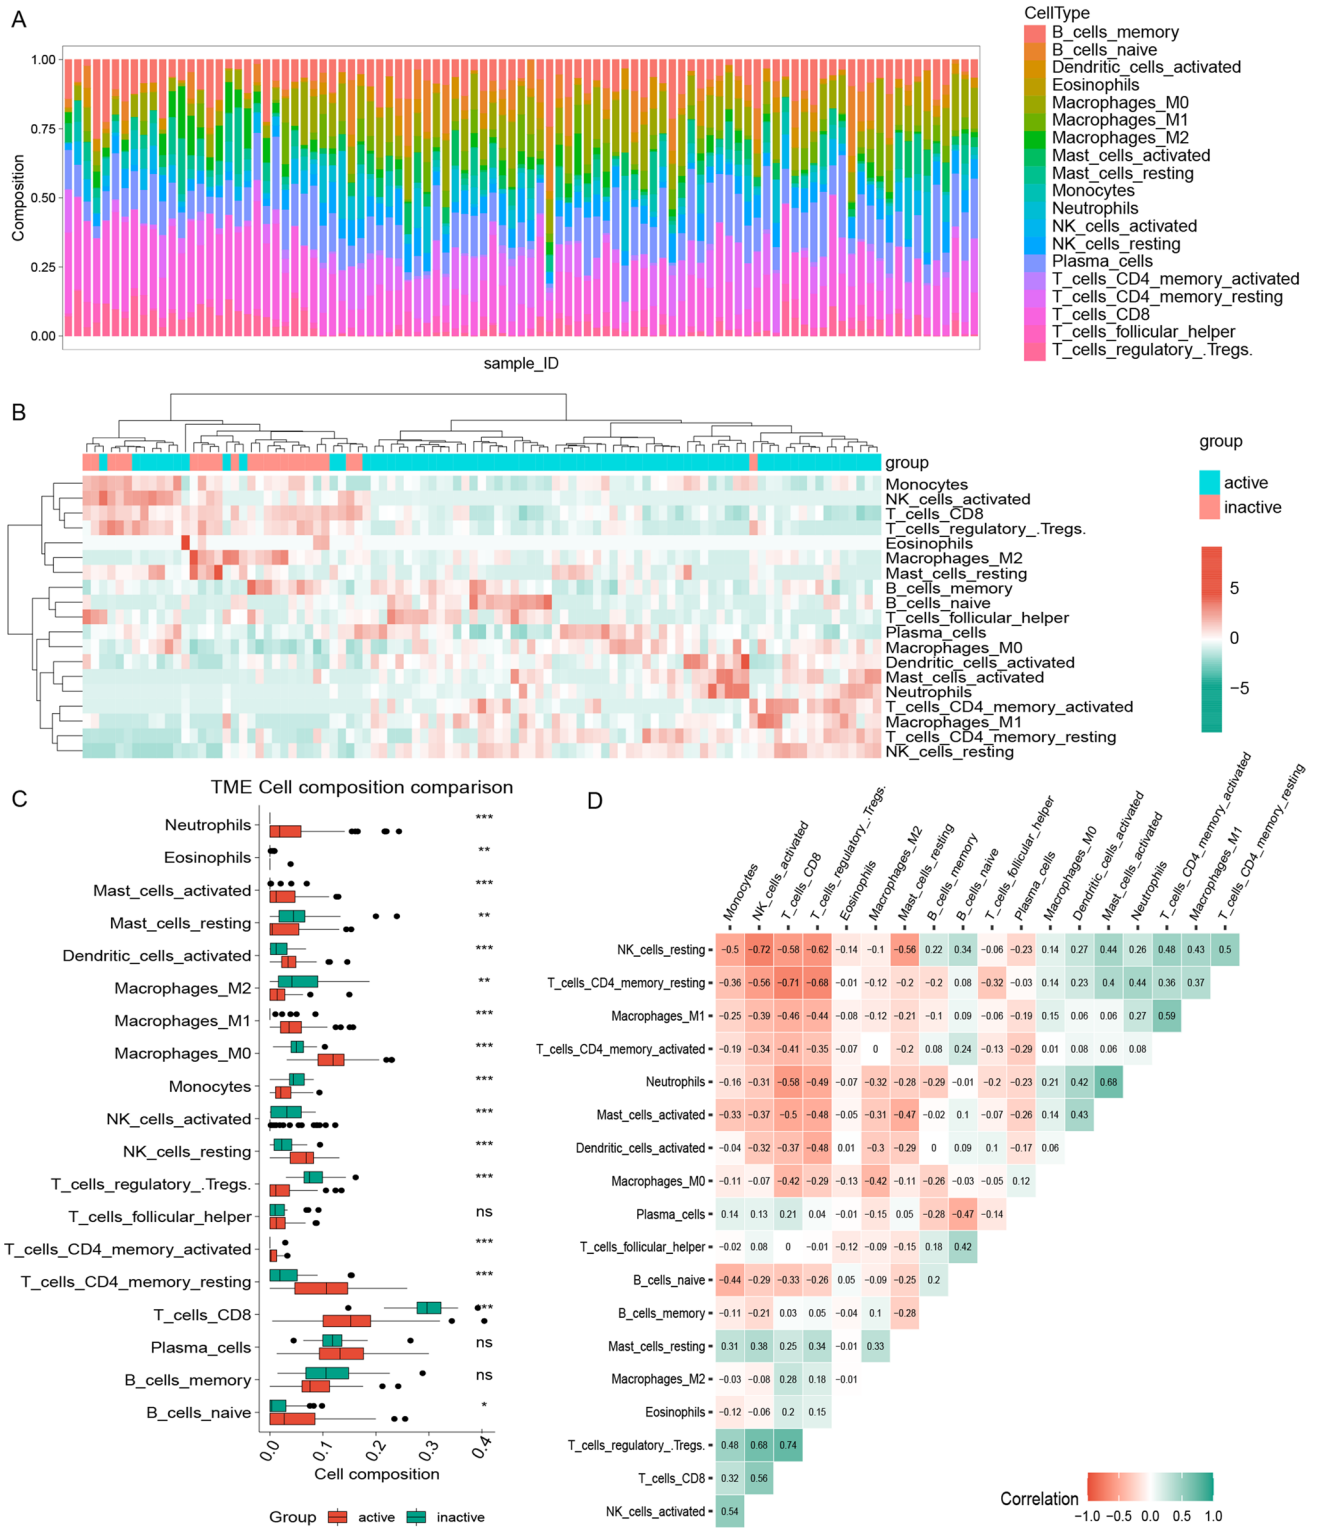 A
CellType
B_cells_memory
B_cells_naive
Dendritic_cells_activated
Eosinophils
Macrophages_M0
Macrophages_M1
Macrophages_M2
Mast_cells_activated
Mast_cells_resting
Monocytes
Neutrophils
NK_cells_activated
NK_cells_resting
Plasma_cells
T_cells_CD4_memory_activated
T_cells_CD4_memory_resting
T_cells_CD8
T_cells_follicular_helper
T_cells_regulatory_.Tregs.
Composition
1.00
0.75
0.50
0.25
0.00
sample_ID
B
group
Monocytes
NK_cells_activated
T_cells_CD8
T_cells_regulatory_.Tregs.
Eosinophils
Macrophages_M2
Mast_cells_resting
B_cells_memory
B_cells_naive
T_cells_follicular_helper
Plasma_cells
Macrophages_M0
Dendritic_cells_activated
Mast_cells_activated
Neutrophils
T_cells_CD4_memory_activated
Macrophages_M1
T_cells_CD4_memory_resting
NK_cells_resting
group
active
inactive
5
0
−5
C
TME Cell composition comparison
Neutrophils ***
Eosinophils **
Mast_cells_activated ***
Mast_cells_resting **
Dendritic_cells_activated ***
Macrophages_M2 **
Macrophages_M1 ***
Macrophages_M0 ***
Monocytes ***
NK_cells_activated ***
NK_cells_resting ***
T_cells_regulatory_.Tregs. ***
T_cells_follicular_helper ns
T_cells_CD4_memory_activated ***
T_cells_CD4_memory_resting ***
T_cells_CD8 ***
Plasma_cells ns
B_cells_memory ns
B_cells_naive *
0.0 0.1 0.2 0.3 0.4
Cell composition
Group active inactive
D
Monocytes
NK_cells_activated
T_cells_CD8
T_cells_regulatory_.Tregs.
Eosinophils
Macrophages_M2
Mast_cells_resting
B_cells_memory
B_cells_naive
T_cells_follicular_helper
Plasma_cells
Macrophages_M0
Dendritic_cells_activated
Mast_cells_activated
Neutrophils
T_cells_CD4_memory_activated
Macrophages_M1
T_cells_CD4_memory_resting
NK_cells_resting −0.5 −0.72 −0.58 −0.62 −0.14 −0.1 −0.56 0.22 0.34 −0.06 −0.23 0.14 0.27 0.44 0.26 0.48 0.43 0.5
T_cells_CD4_memory_resting −0.36 −0.56 −0.71 −0.68 −0.01 −0.12 −0.2 −0.2 0.08 −0.32 −0.03 0.14 0.23 0.4 0.44 0.36 0.37
Macrophages_M1 −0.25 −0.39 −0.46 −0.44 −0.08 −0.12 −0.21 −0.1 0.09 −0.06 −0.19 0.15 0.06 0.06 0.27 0.59
T_cells_CD4_memory_activated −0.19 −0.34 −0.41 −0.35 −0.07 0 −0.2 0.08 0.24 −0.13 −0.29 0.01 0.08 0.06 0.08
Neutrophils −0.16 −0.31 −0.58 −0.49 −0.07 −0.32 −0.28 −0.29 −0.01 −0.2 −0.23 0.21 0.42 0.68
Mast_cells_activated −0.33 −0.37 −0.5 −0.48 −0.05 −0.31 −0.47 −0.02 0.1 −0.07 −0.26 0.14 0.43
Dendritic_cells_activated −0.04 −0.32 −0.37 −0.48 0.01 −0.3 −0.29 0 0.09 0.1 −0.17 0.06
Macrophages_M0 −0.11 −0.07 −0.42 −0.29 −0.13 −0.42 −0.11 −0.26 −0.03 −0.05 0.12
Plasma_cells 0.14 0.13 0.21 0.04 −0.01 −0.15 0.05 −0.28 −0.47 −0.14
T_cells_follicular_helper −0.02 0.08 0 −0.01 −0.12 −0.09 −0.15 0.18 0.42
B_cells_naive −0.44 −0.29 −0.33 −0.26 0.05 −0.09 −0.25 0.2
B_cells_memory −0.11 −0.21 0.03 0.05 −0.04 0.1 −0.28
Mast_cells_resting 0.31 0.38 0.25 0.34 −0.01 0.33
Macrophages_M2 −0.03 −0.08 0.28 0.18 −0.01
Eosinophils −0.12 −0.06 0.2 0.15
T_cells_regulatory_.Tregs. 0.48 0.68 0.74
T_cells_CD8 0.32 0.56
NK_cells_activated 0.54
Correlation
−1.0 −0.5 0.0 0.5 1.0